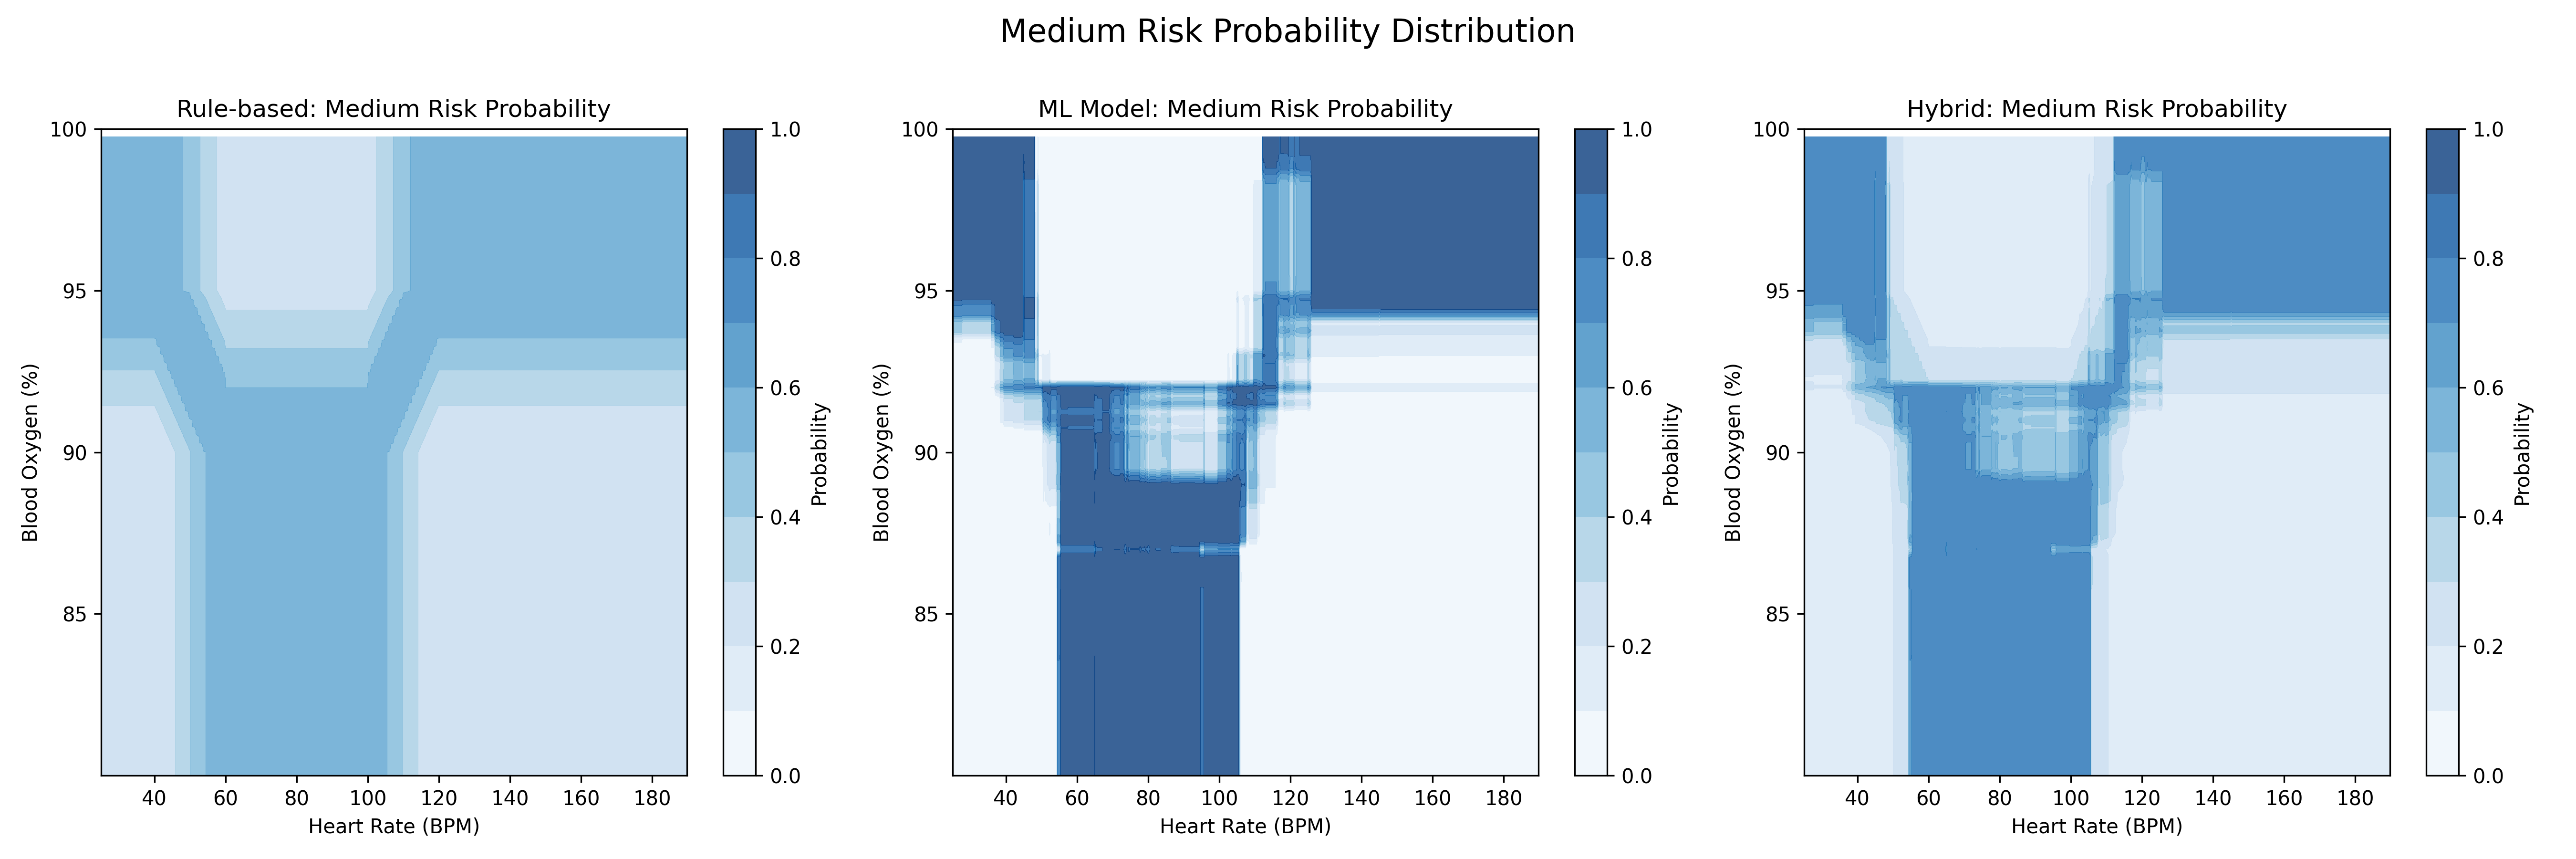 Medium Risk Probability Distribution
Rule-based: Medium Risk Probability
100
95
90
85
40 60 80 100 120 140 160 180
Heart Rate (BPM)
Blood Oxygen (%)
1.0
0.8
0.6
0.4
0.2
0.0
Probability
ML Model: Medium Risk Probability
100
95
90
85
40 60 80 100 120 140 160 180
Heart Rate (BPM)
Blood Oxygen (%)
1.0
0.8
0.6
0.4
0.2
0.0
Probability
Hybrid: Medium Risk Probability
100
95
90
85
40 60 80 100 120 140 160 180
Heart Rate (BPM)
Blood Oxygen (%)
1.0
0.8
0.6
0.4
0.2
0.0
Probability